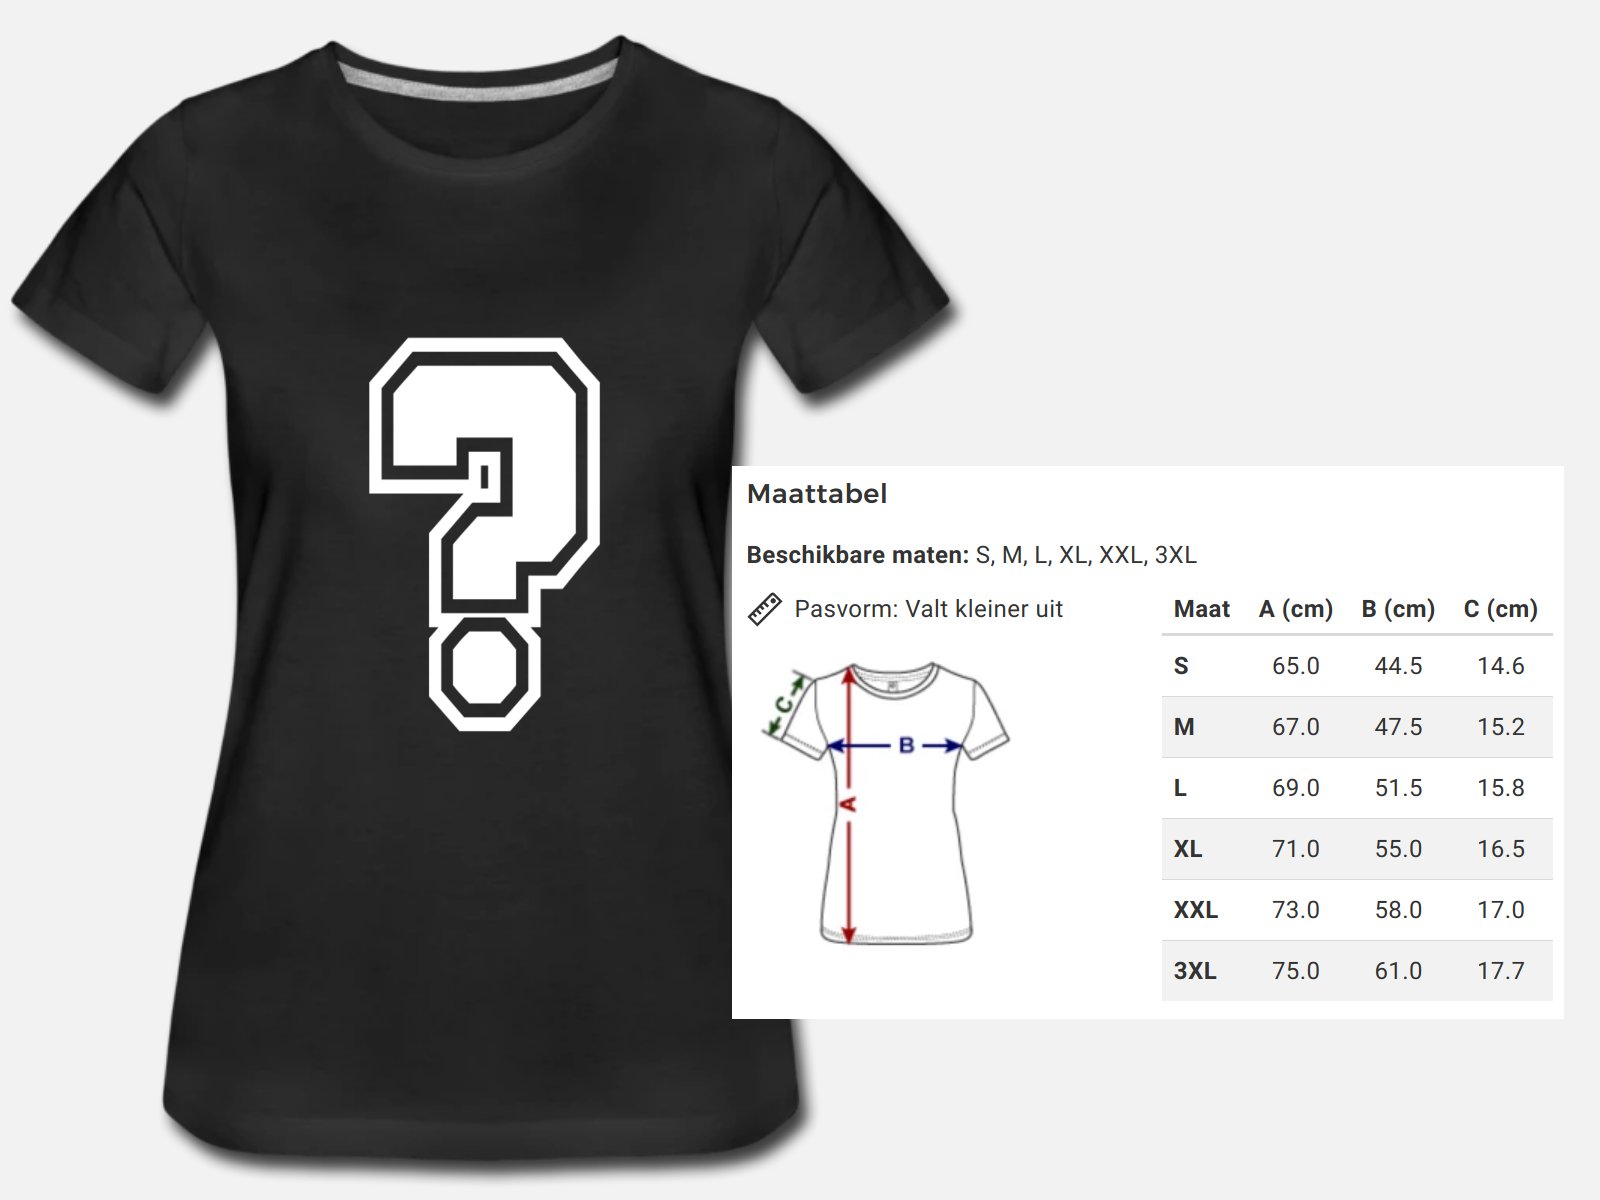 ?
Maattabel
Beschikbare maten: S, M, L, XL, XXL, 3XL
Pasvorm: Valt kleiner uit
C
B
A
Maat A (cm) B (cm) C (cm)
S 65.0 44.5 14.6
M 67.0 47.5 15.2
L 69.0 51.5 15.8
XL 71.0 55.0 16.5
XXL 73.0 58.0 17.0
3XL 75.0 61.0 17.7